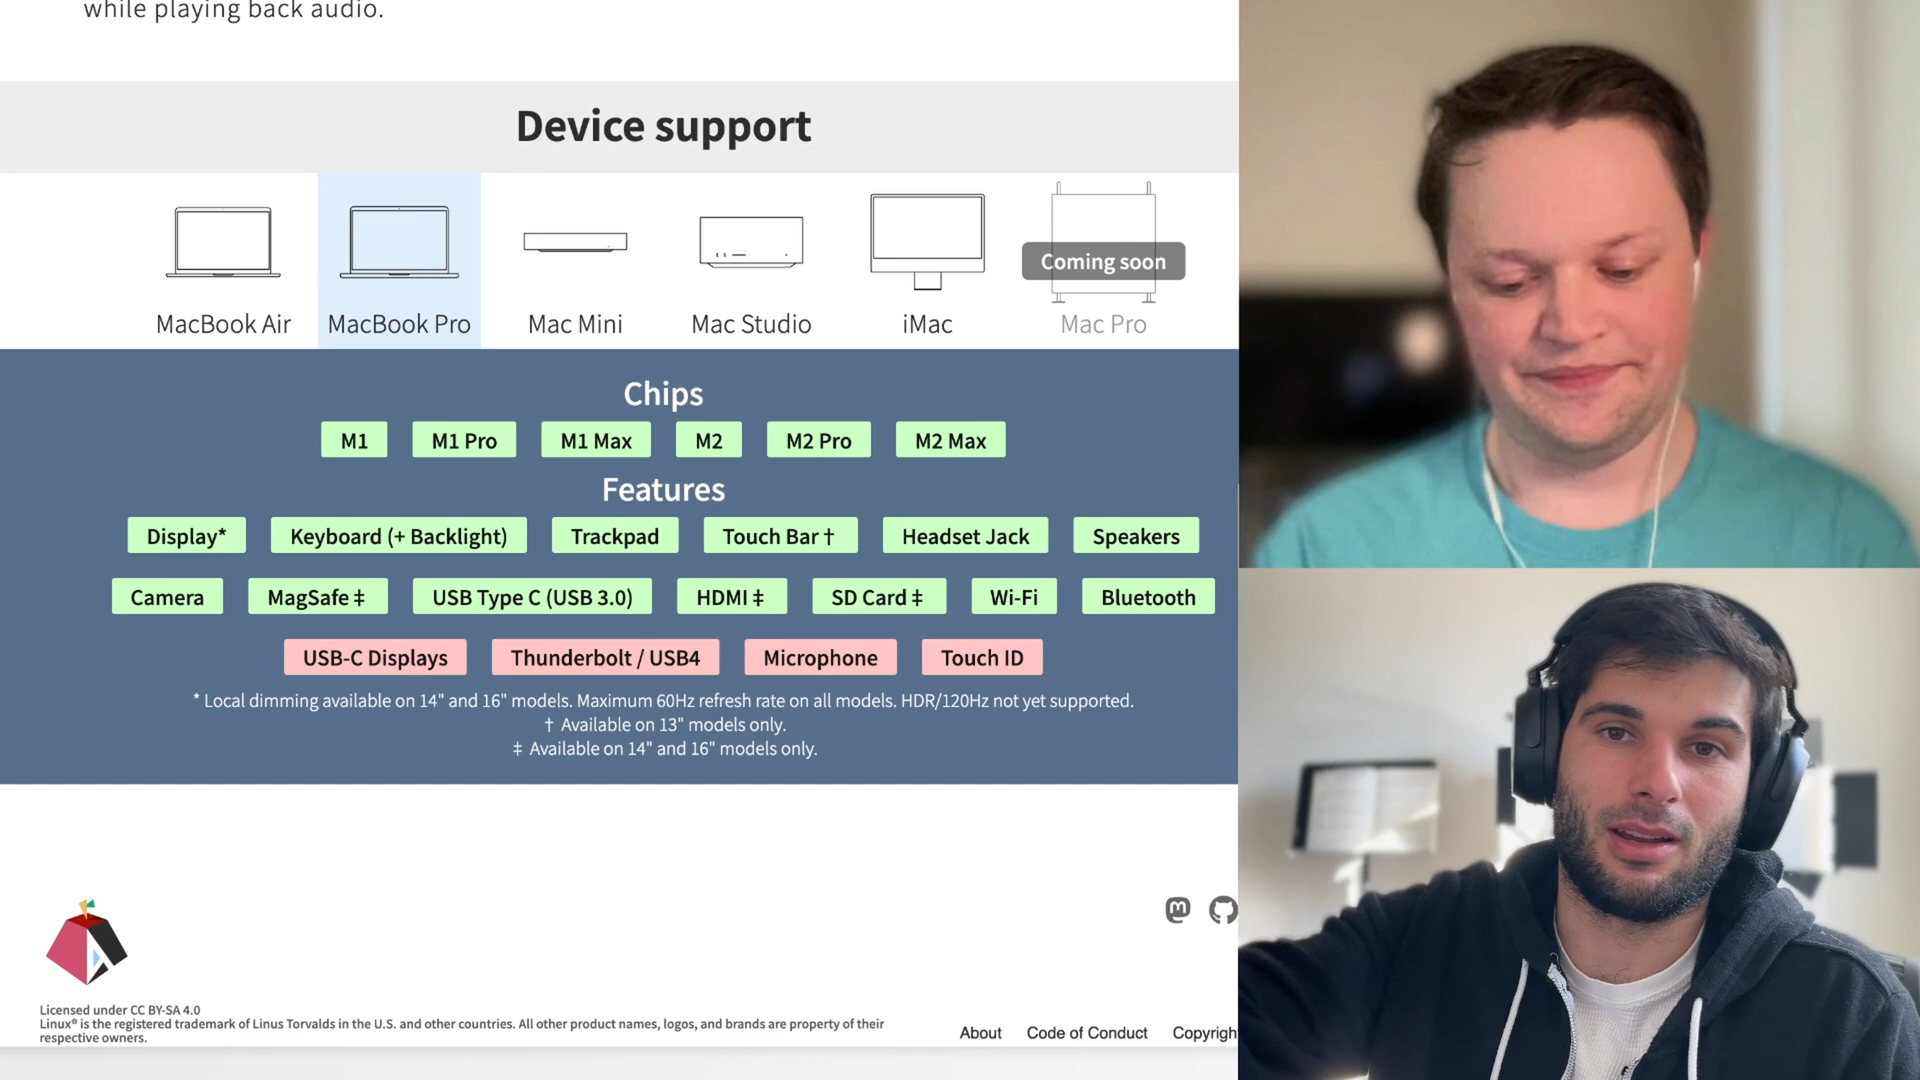 while playing back audio.
Device support
Coming soon
MacBook Air MacBook Pro Mac Mini Mac Studio iMac Mac Pro
Chips
M1 M1 Pro M1 Max M2 M2 Pro M2 Max
Features
Display* Keyboard (+ Backlight) Trackpad Touch Bar † Headset Jack Speakers
Camera MagSafe ‡ USB Type C (USB 3.0) HDMI ‡ SD Card ‡ Wi-Fi Bluetooth
USB-C Displays Thunderbolt / USB4 Microphone Touch ID
* Local dimming available on 14" and 16" models. Maximum 60Hz refresh rate on all models. HDR/120Hz not yet supported.
† Available on 13" models only.
‡ Available on 14" and 16" models only.
Licensed under CC BY-SA 4.0
Linux® is the registered trademark of Linus Torvalds in the U.S. and other countries. All other product names, logos, and brands are property of their
respective owners.
About Code of Conduct Copyright